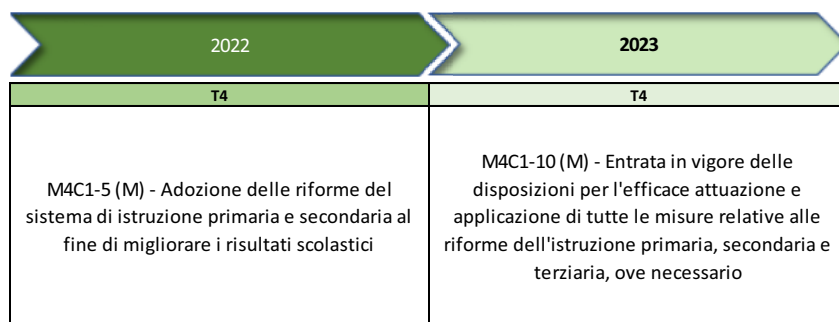 2022
2023
T4
T4
M4C1-5 (M) - Adozione delle riforme del
sistema di istruzione primaria e secondaria al
fine di migliorare i risultati scolastici
M4C1-10 (M) - Entrata in vigore delle
disposizioni per l'efficace attuazione e
applicazione di tutte le misure relative alle
riforme dell'istruzione primaria, secondaria e
terziaria, ove necessario